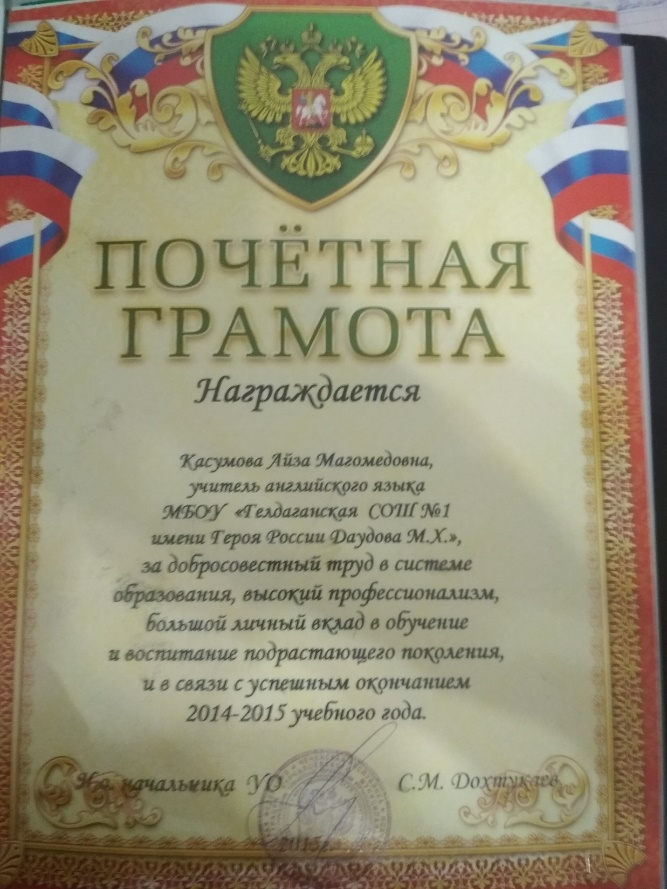 ПОЧЁТНАЯ
ГРАМОТА
Награждается
Касумова Айза Магомедовна,
учитель английского языка
МБОУ «Гелдаганская СОШ №1
имени Героя России Даудова М.Х.»,
за добросовестный труд в системе
образования, высокий профессионализм,
большой личный вклад в обучение
и воспитание подрастающего поколения,
и в связи с успешным окончанием
2014-2015 учебного года.
И.о. начальника УО С.М. Дохтукаев
2015